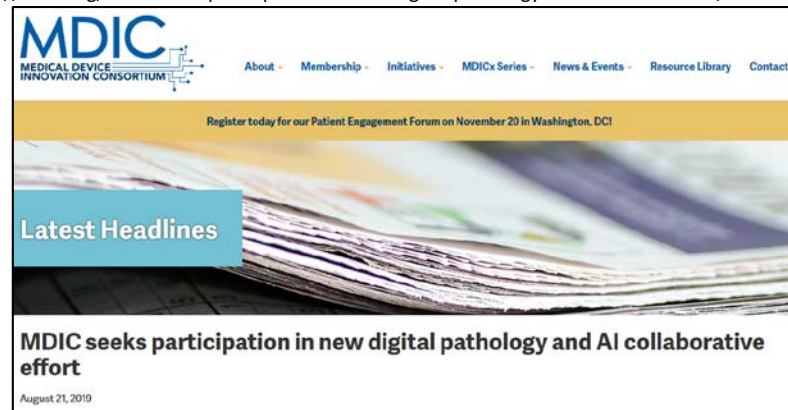 MDIC
MEDICAL DEVICE
INNOVATION CONSORTIUM
About Membership Initiatives MDICx Series News & Events Resource Library Contact
Register today for our Patient Engagement Forum on November 20 in Washington, DC!
Latest Headlines
MDIC seeks participation in new digital pathology and AI collaborative
effort
August 21, 2019